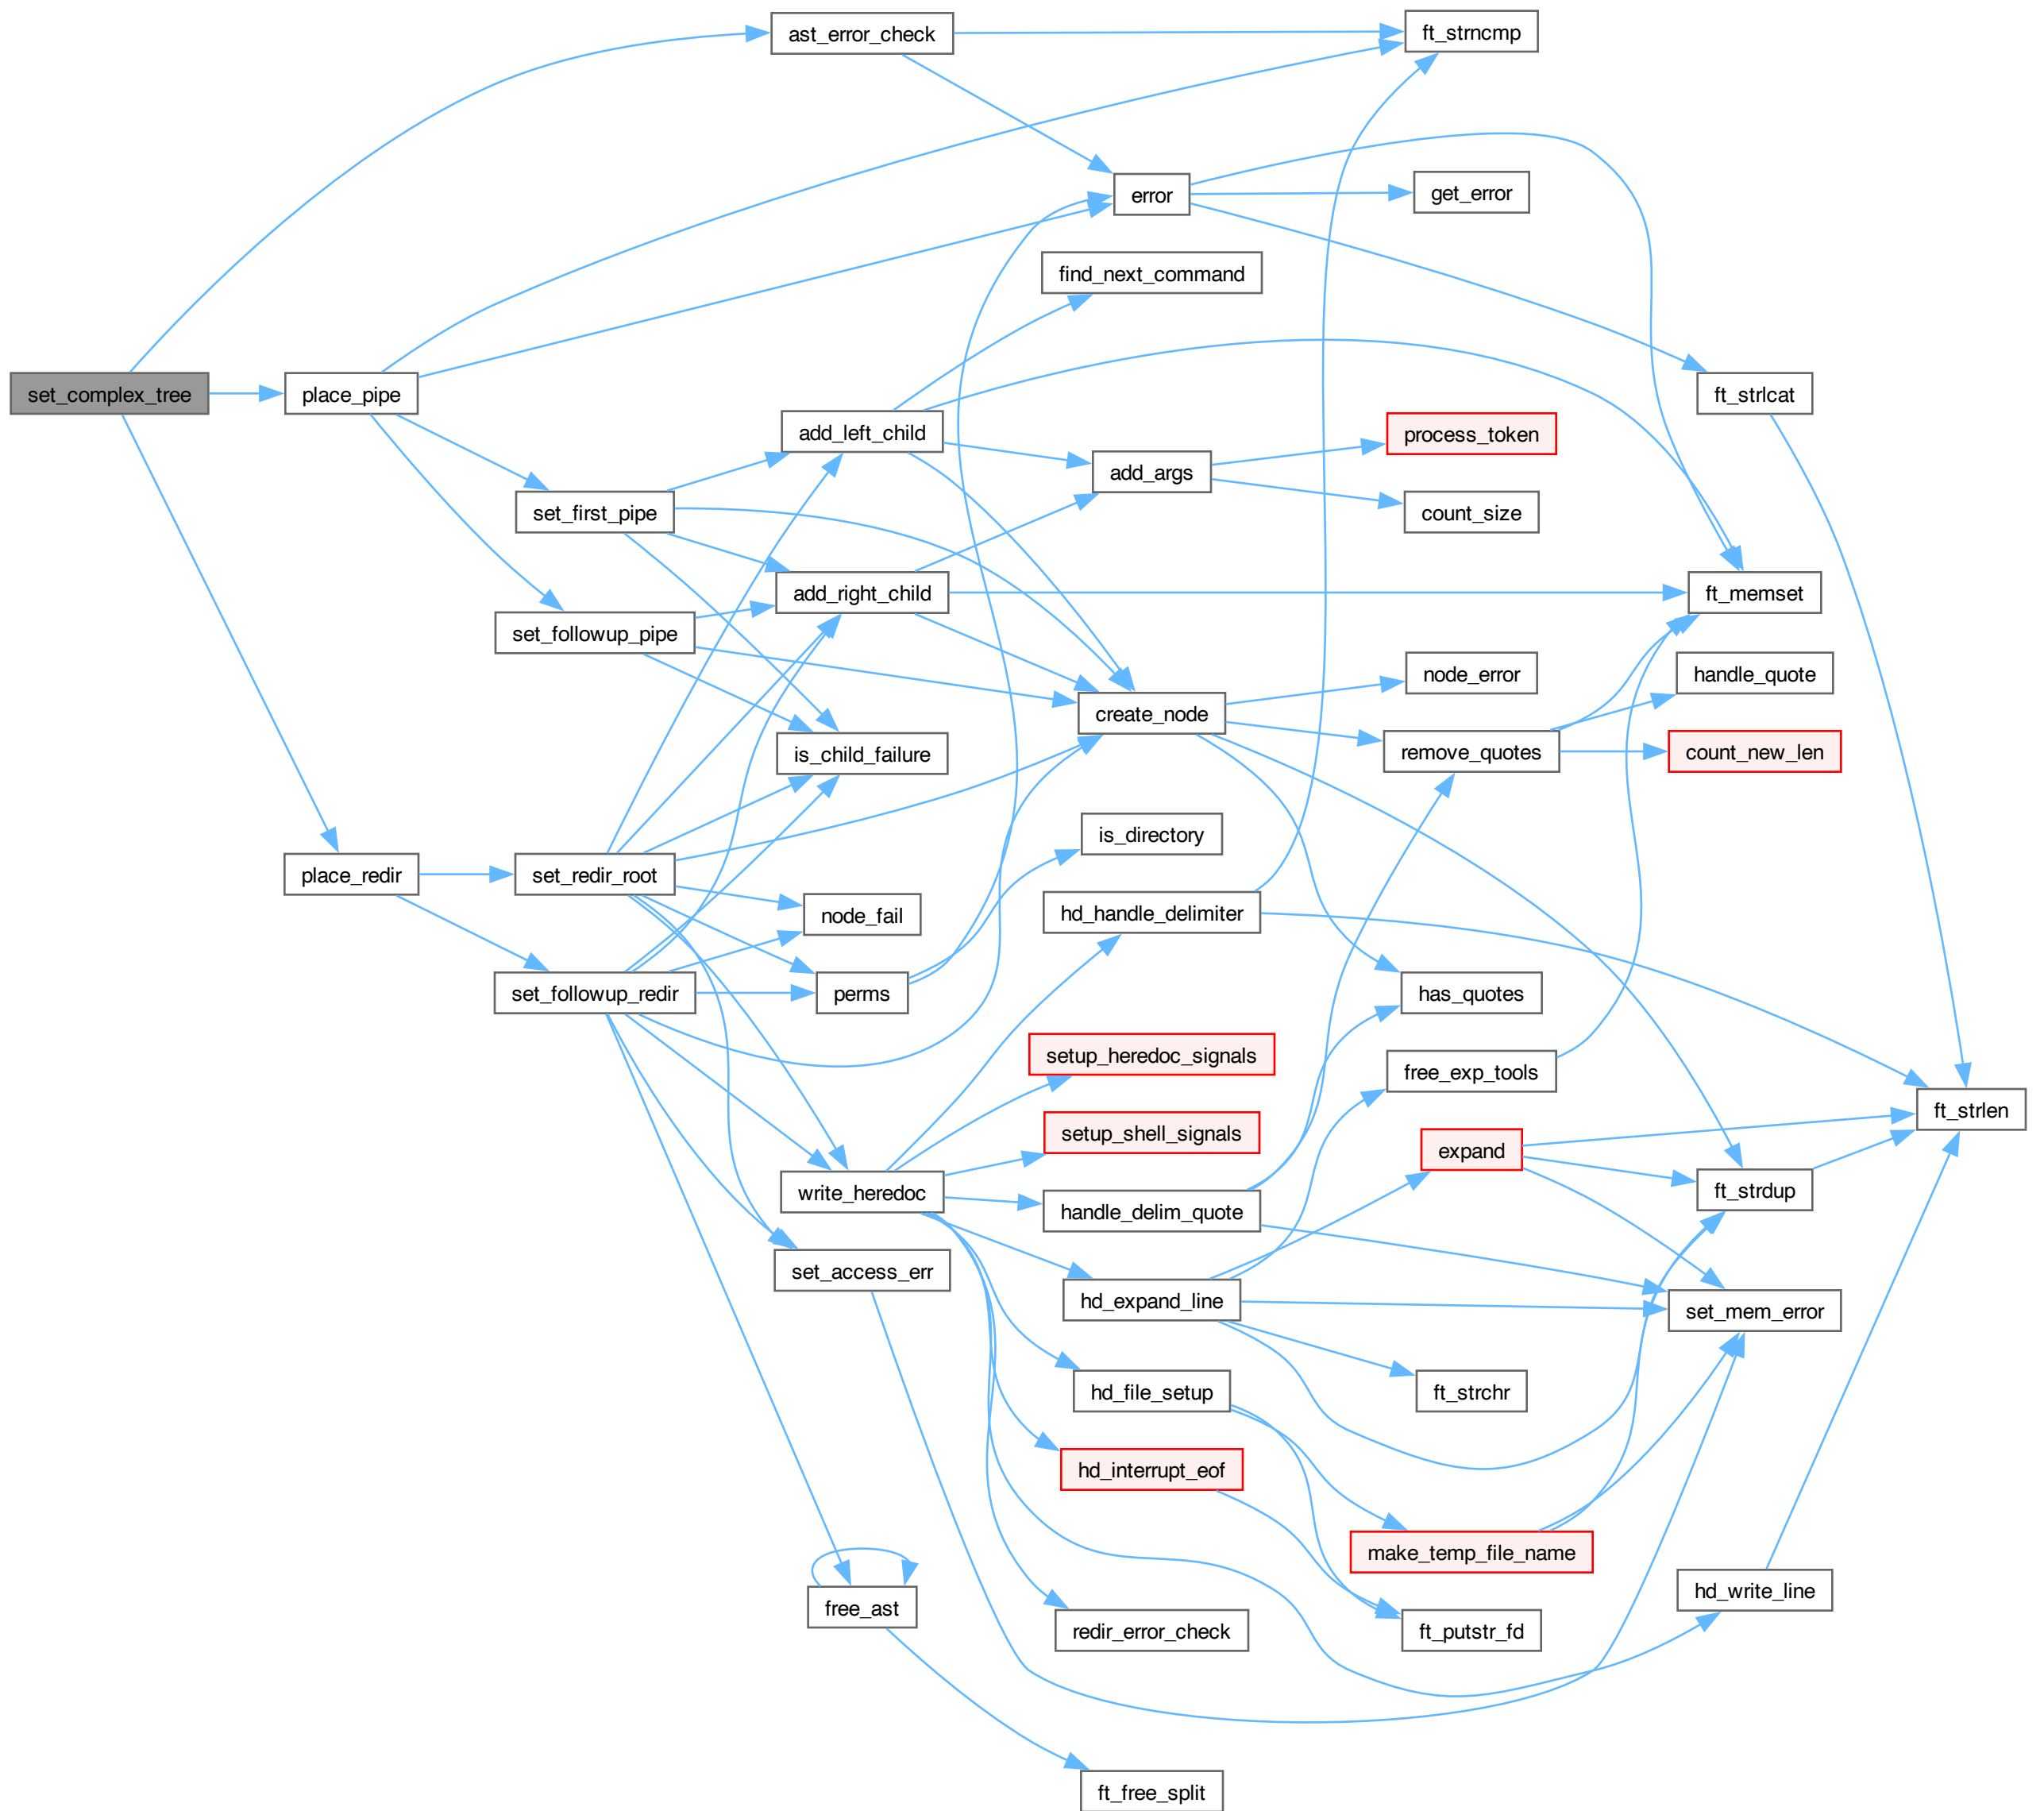 set_complex_tree
ast_error_check
ft_strncmp
error
get_error
find_next_command
place_pipe
ft_strlcat
add_left_child
process_token
add_args
set_first_pipe
count_size
add_right_child
ft_memset
set_followup_pipe
node_error
handle_quote
create_node
is_child_failure
remove_quotes
count_new_len
is_directory
place_redir
set_redir_root
node_fail
hd_handle_delimiter
set_followup_redir
perms
has_quotes
setup_heredoc_signals
free_exp_tools
ft_strlen
setup_shell_signals
expand
write_heredoc
handle_delim_quote
ft_strdup
set_access_err
hd_expand_line
set_mem_error
hd_file_setup
ft_strchr
hd_interrupt_eof
make_temp_file_name
free_ast
hd_write_line
redir_error_check
ft_putstr_fd
ft_free_split